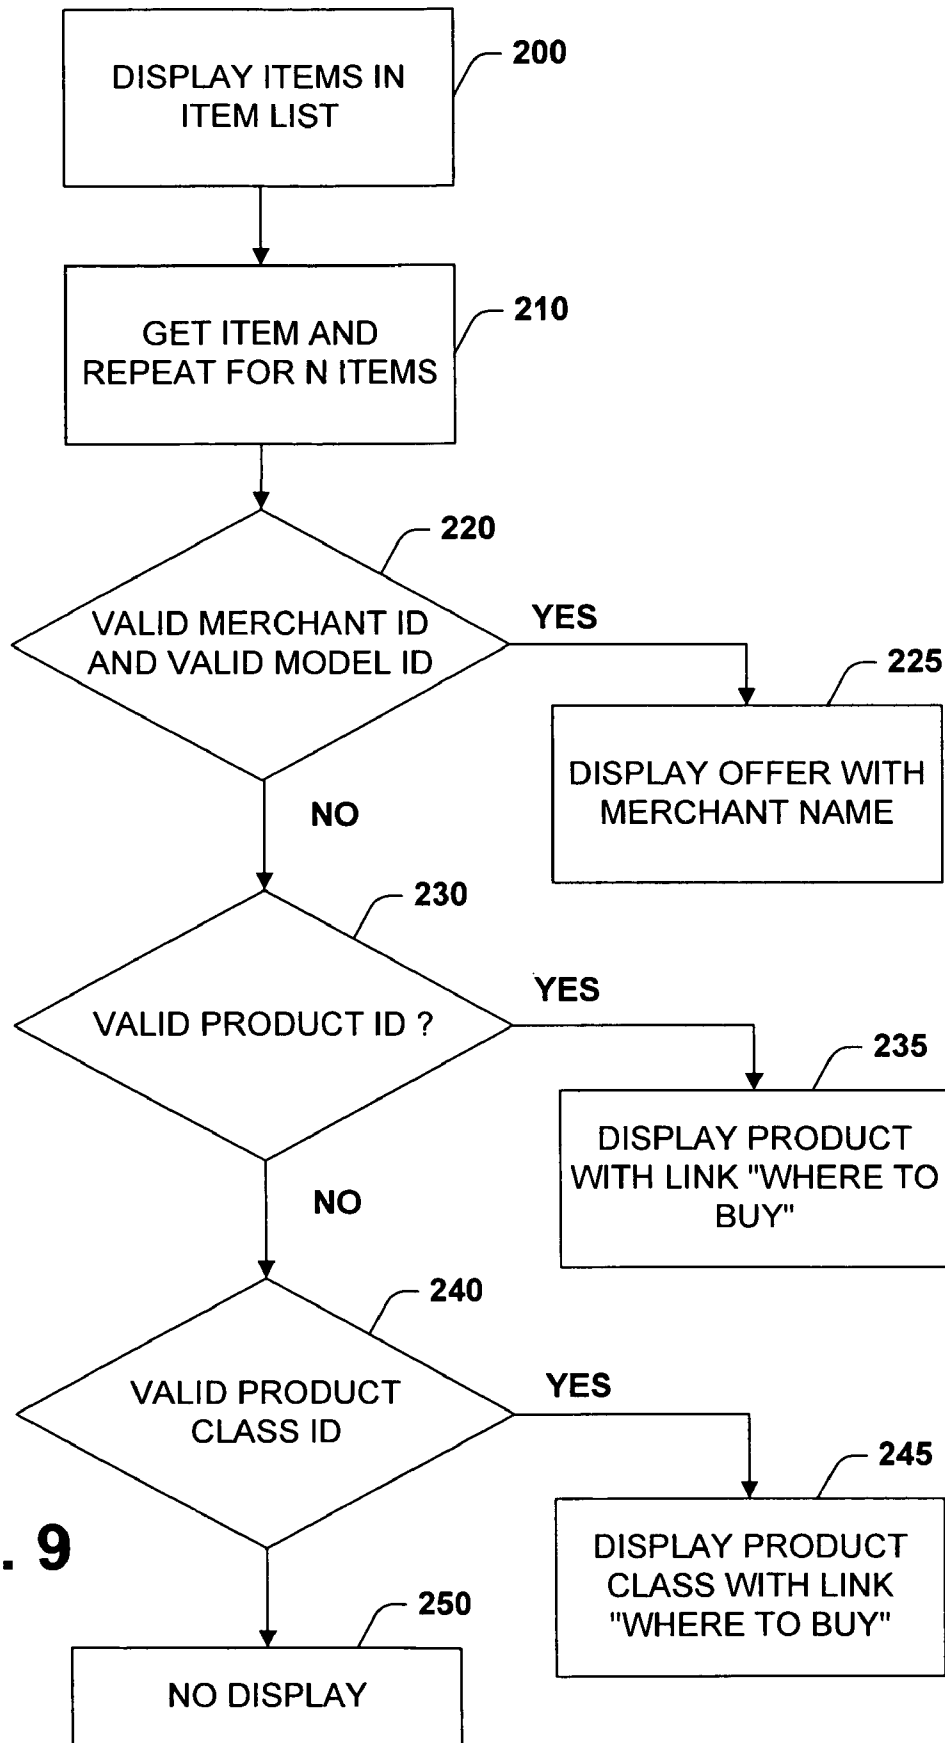 200
DISPLAY ITEMS IN
ITEM LIST
210
GET ITEM AND
REPEAT FOR N ITEMS
220
VALID MERCHANT ID
AND VALID MODEL ID
YES
225
DISPLAY OFFER WITH
MERCHANT NAME
NO
230
VALID PRODUCT ID ?
YES
235
DISPLAY PRODUCT
WITH LINK "WHERE TO
BUY"
NO
240
VALID PRODUCT
CLASS ID
YES
245
DISPLAY PRODUCT
CLASS WITH LINK
"WHERE TO BUY"
. 9
250
NO DISPLAY